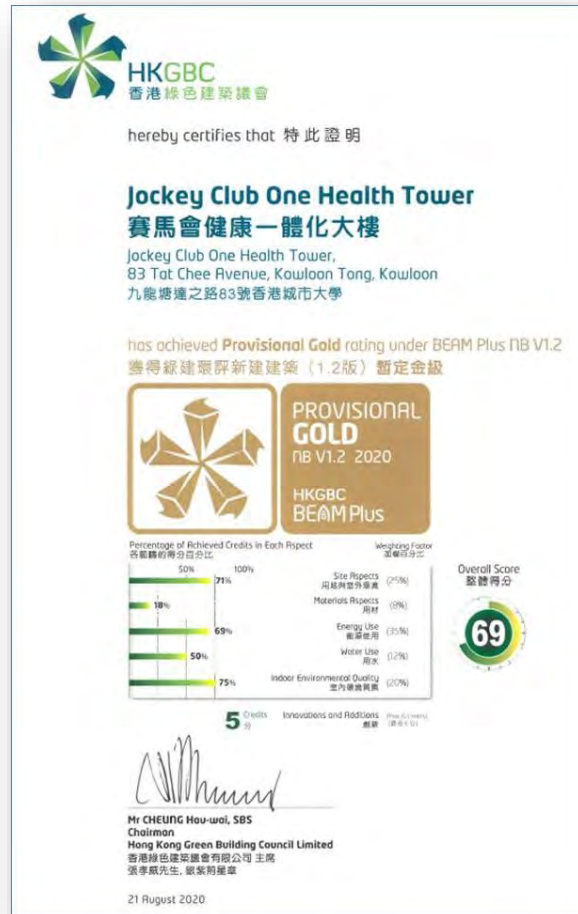 HKGBC
香港綠色建築議會
hereby certifies that 特此證明
Jockey Club One Health Tower
賽馬會健康一體化大樓
Jockey Club One Health Tower,
83 Tat Chee Avenue, Kowloon Tong, Kowloon
九龍塘達之路83號香港城市大學
has achieved Provisional Gold rating under BEAM Plus NB V1.2
獲得綠建環評新建建築（1.2版）暫定金級
PROVISIONAL
GOLD
NB V1.2 2020
HKGBC
BEAM Plus
Percentage of Achieved Credits in Each Aspect
各範疇的得分百分比
Weighting Factor
加權百分比
50% 100%
71% Site Aspects (25%)
18% Materials Aspects (8%)
用材
69% Energy Use (35%)
能源使用
50% Water Use (12%)
用水
75% Indoor Environmental Quality (20%)
室內環境質素
Overall Score
整體得分
69
5 Credits Innovations and Additions
分
Mr CHEUNG Hau-wai, SBS
Chairman
Hong Kong Green Building Council Limited
香港綠色建築議會有限公司 主席
張孝威先生, 銀紫荊星章
21 August 2020